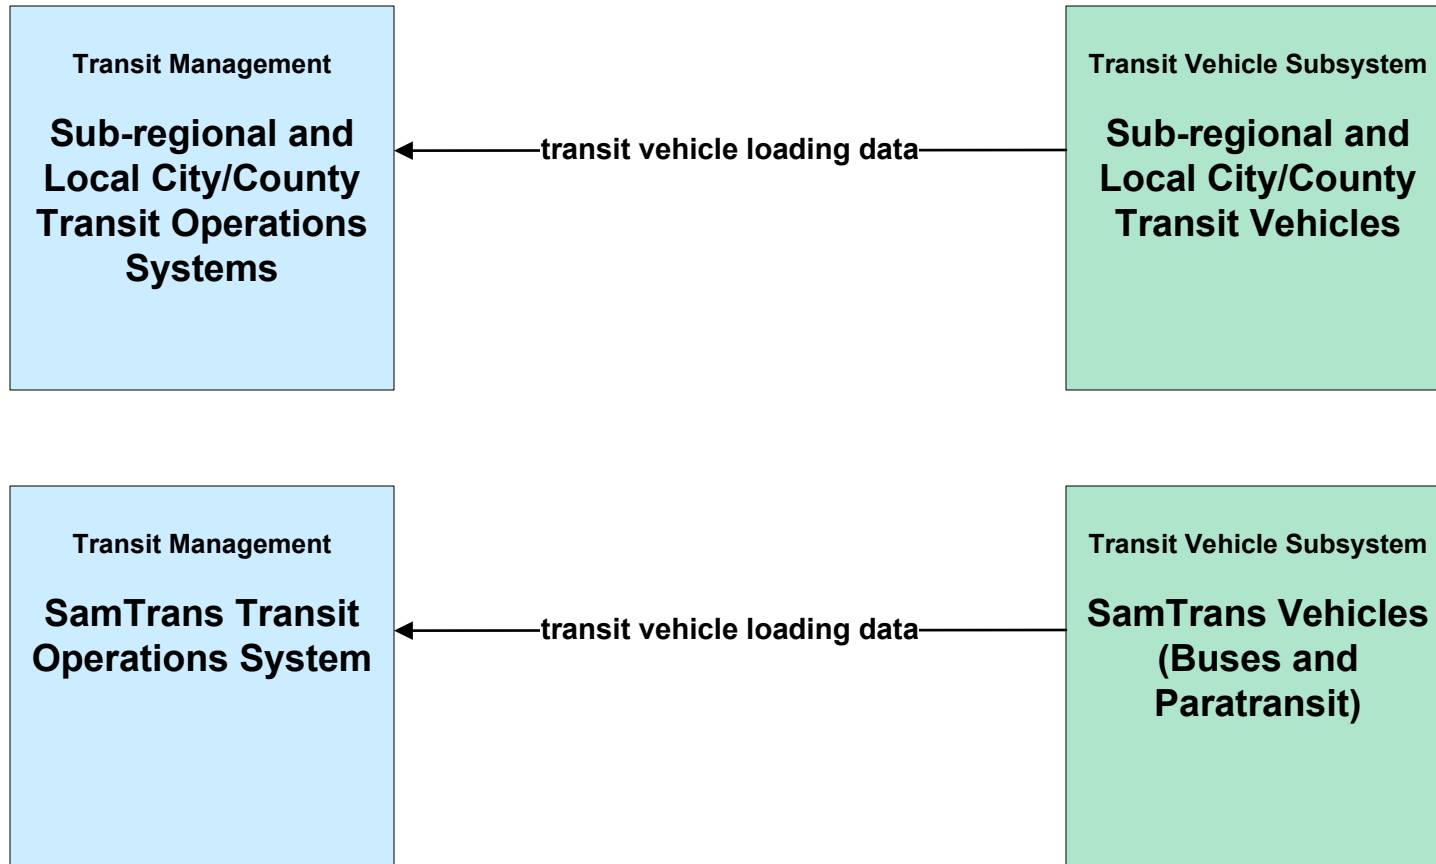 Transit Management
Sub-regional and
Local City/County
Transit Operations
Systems
transit vehicle loading data
Transit Vehicle Subsystem
Sub-regional and
Local City/County
Transit Vehicles
Transit Management
SamTrans Transit
Operations System
transit vehicle loading data
Transit Vehicle Subsystem
SamTrans Vehicles
(Buses and
Paratransit)